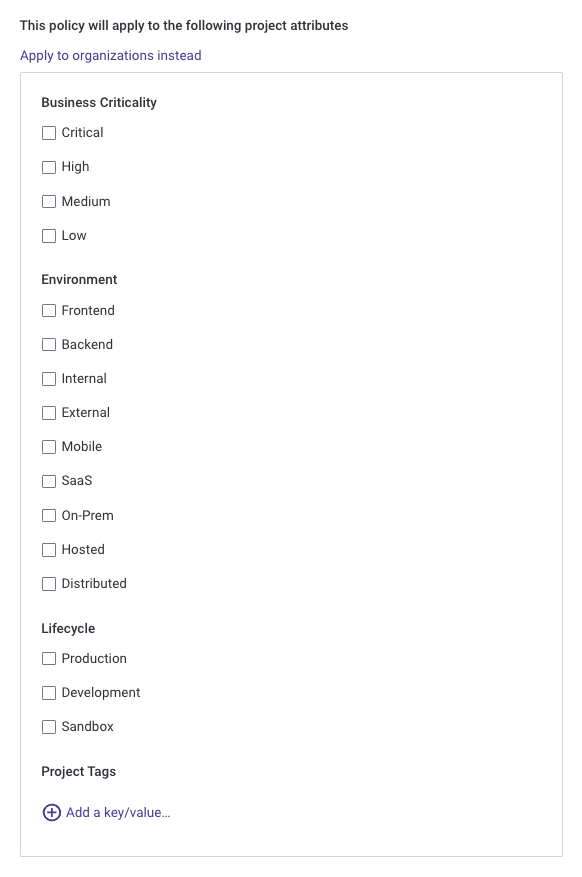 This policy will apply to the following project attributes
Apply to organizations instead
Business Criticality
Critical
High
Medium
Low
Environment
Frontend
Backend
Internal
External
Mobile
SaaS
On-Prem
Hosted
Distributed
Lifecycle
Production
Development
Sandbox
Project Tags
Add a key/value...